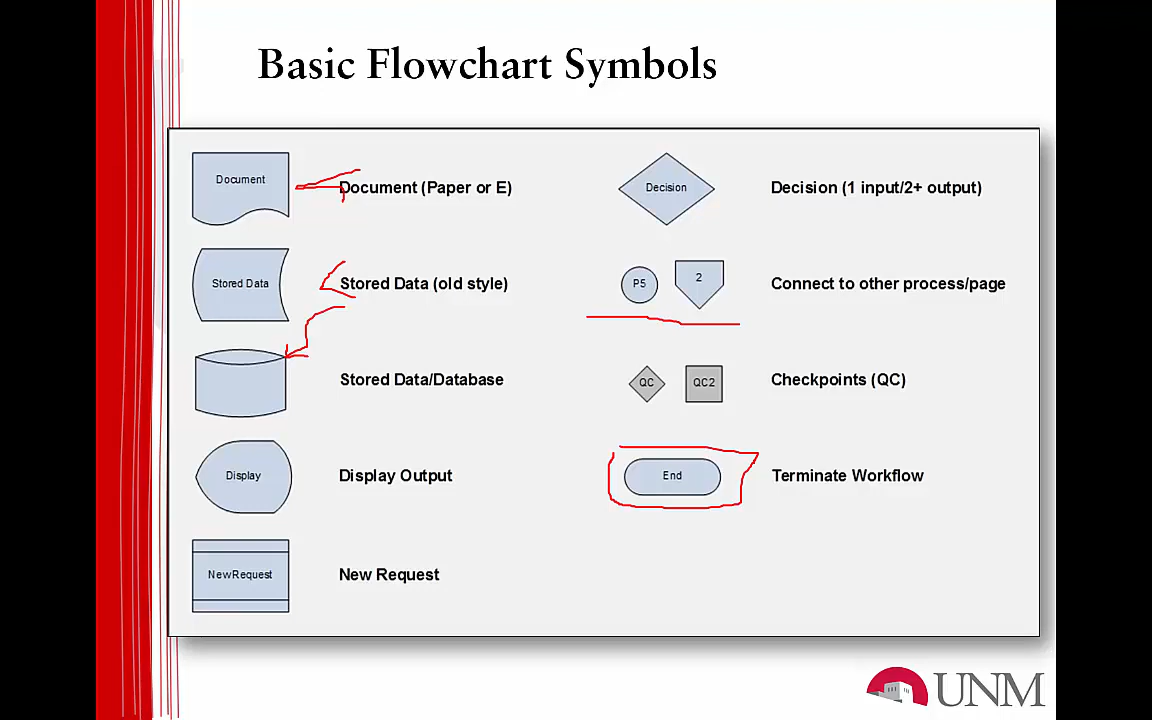 Basic Flowchart Symbols
Document
Document (Paper or E)
Stored Data
Stored Data (old style)
Stored Data/Database
Display
Display Output
NewRequest
New Request
Decision
Decision (1 input/2+ output)
P5
2
Connect to other process/page
QC
QC2
Checkpoints (QC)
End
Terminate Workflow
UNM